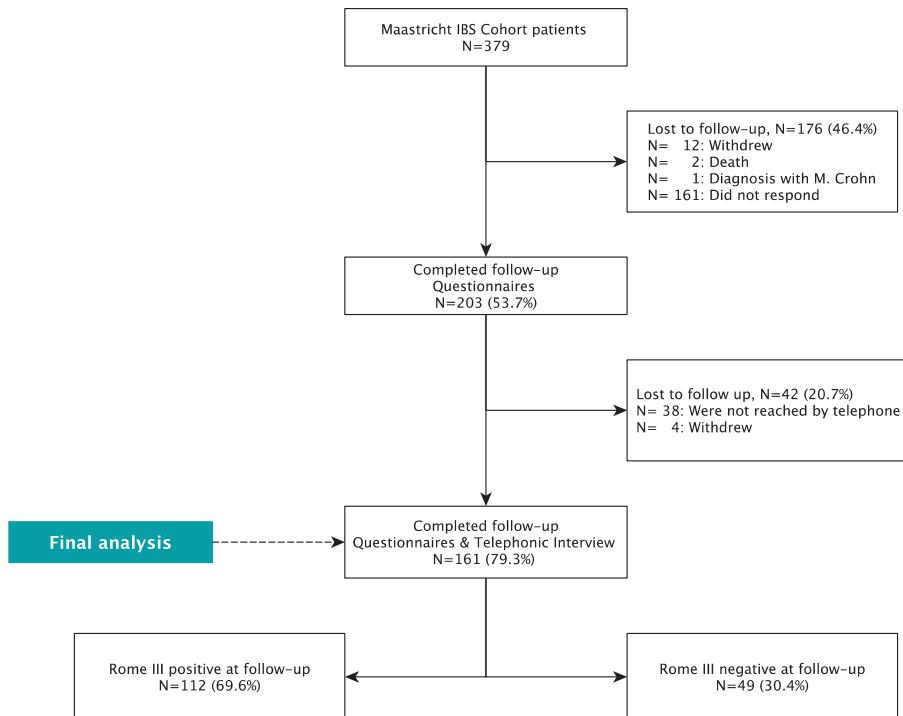 Maastricht IBS Cohort patients
N=379
Lost to follow-up, N=176 (46.4%)
N= 12: Withdrew
N= 2: Death
N= 1: Diagnosis with M. Crohn
N= 161: Did not respond
Completed follow-up
Questionnaires
N=203 (53.7%)
Lost to follow up, N=42 (20.7%)
N= 38: Were not reached by telephone
N= 4: Withdrew
Final analysis
Completed follow-up
Questionnaires & Telephonic Interview
N=161 (79.3%)
Rome III positive at follow-up
N=112 (69.6%)
Rome III negative at follow-up
N=49 (30.4%)